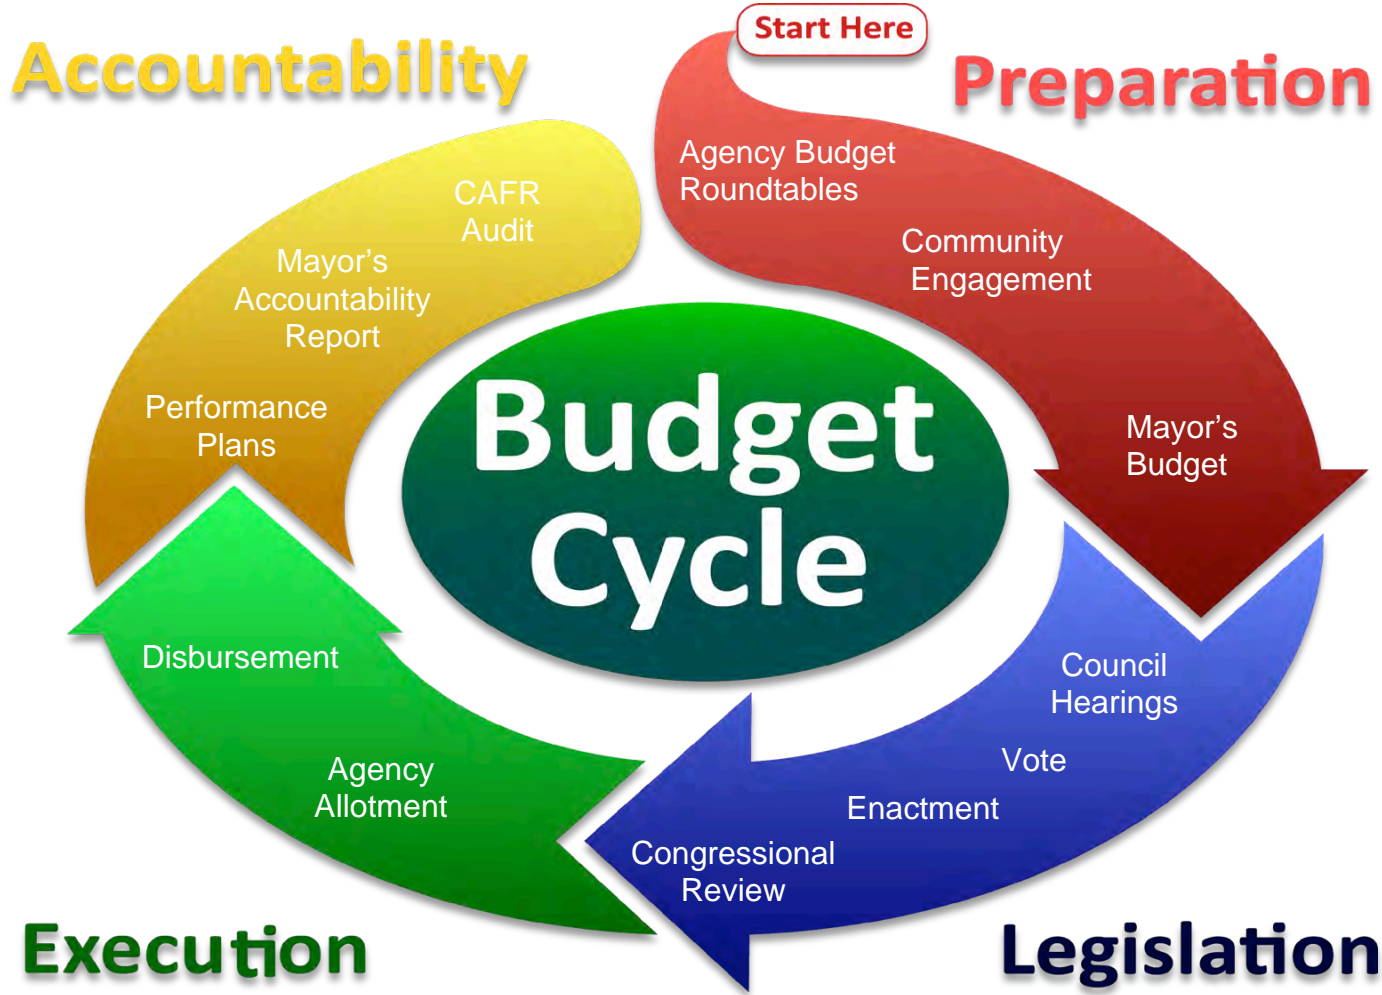 Start Here
Preparation
Agency Budget
Roundtables
Community
Engagement
Mayor’s
Budget
Legislation
Council
Hearings
Vote
Enactment
Congressional
Review
Execution
Agency
Allotment
Disbursement
Accountability
Performance
Plans
Mayor’s
Accountability
Report
CAFR
Audit
Budget
Cycle